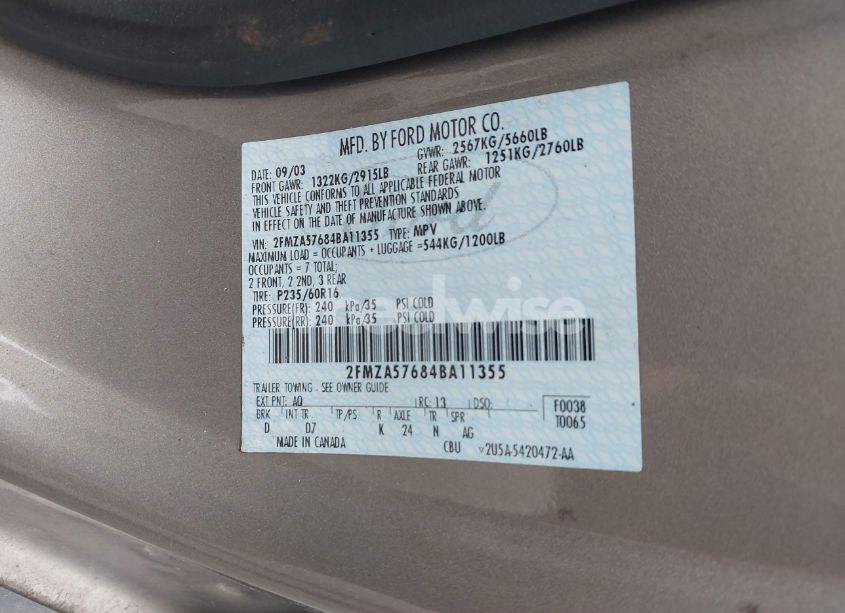 MFD. BY FORD MOTOR CO.
DATE: 09/03 GVWR: 2567KG/5660LB
FRONT GAWR: 1322KG/2915LB REAR GAWR: 1251KG/2760LB
THIS VEHICLE CONFORMS TO ALL APPLICABLE FEDERAL MOTOR
VEHICLE SAFETY AND THEFT PREVENTION STANDARDS
IN EFFECT ON THE DATE OF MANUFACTURE SHOWN ABOVE.
VIN: 2FMZA57684BA11355 TYPE: MPV
MAXIMUM LOAD = OCCUPANTS + LUGGAGE =544KG/1200LB
OCCUPANTS = 7 TOTAL;
2 FRONT, 2 2ND, 3 REAR
TIRE: P235/60R16
PRESSURE(FR): 240 kPa/35 PSI COLD
PRESSURE(RR): 240 kPa/35 PSI COLD
2FMZA57684BA11355
TRAILER TOWING - SEE OWNER GUIDE
EXT PNT: AQ RC: 13 DSO: F0038
BRK INT TR TP/PS R AXLE TR SPR T0065
D D7 K 24 N AG
MADE IN CANADA CBU 2U5A-5420472-AA